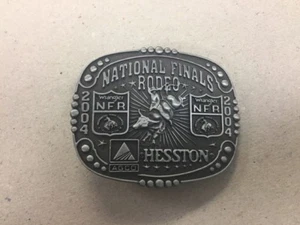 NATIONAL FINALS
RODEO
2004
Wrangler
NFR
Wrangler
NFR
2004
AGCO
HESSTON